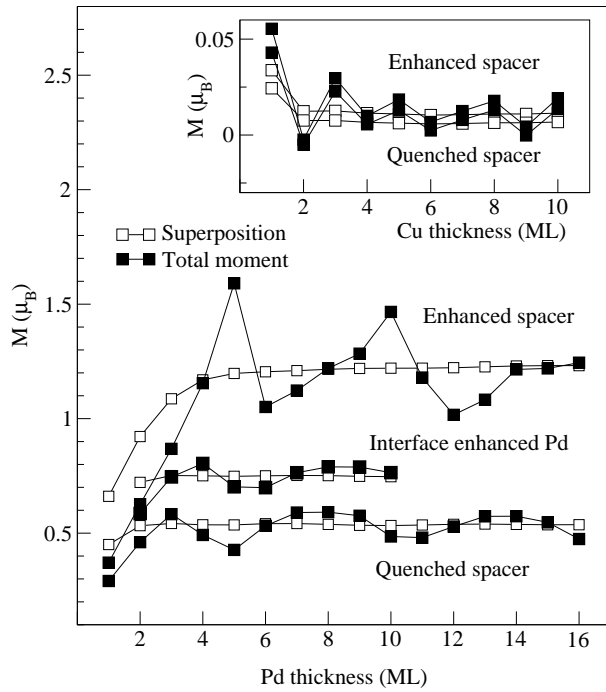 0.05
0
M (μB)
Enhanced spacer
Quenched spacer
2 4 6 8 10
Cu thickness (ML)
Superposition
Total moment
2.5
2
1.5
1
0.5
M (μB)
Enhanced spacer
Interface enhanced Pd
Quenched spacer
2 4 6 8 10 12 14 16
Pd thickness (ML)